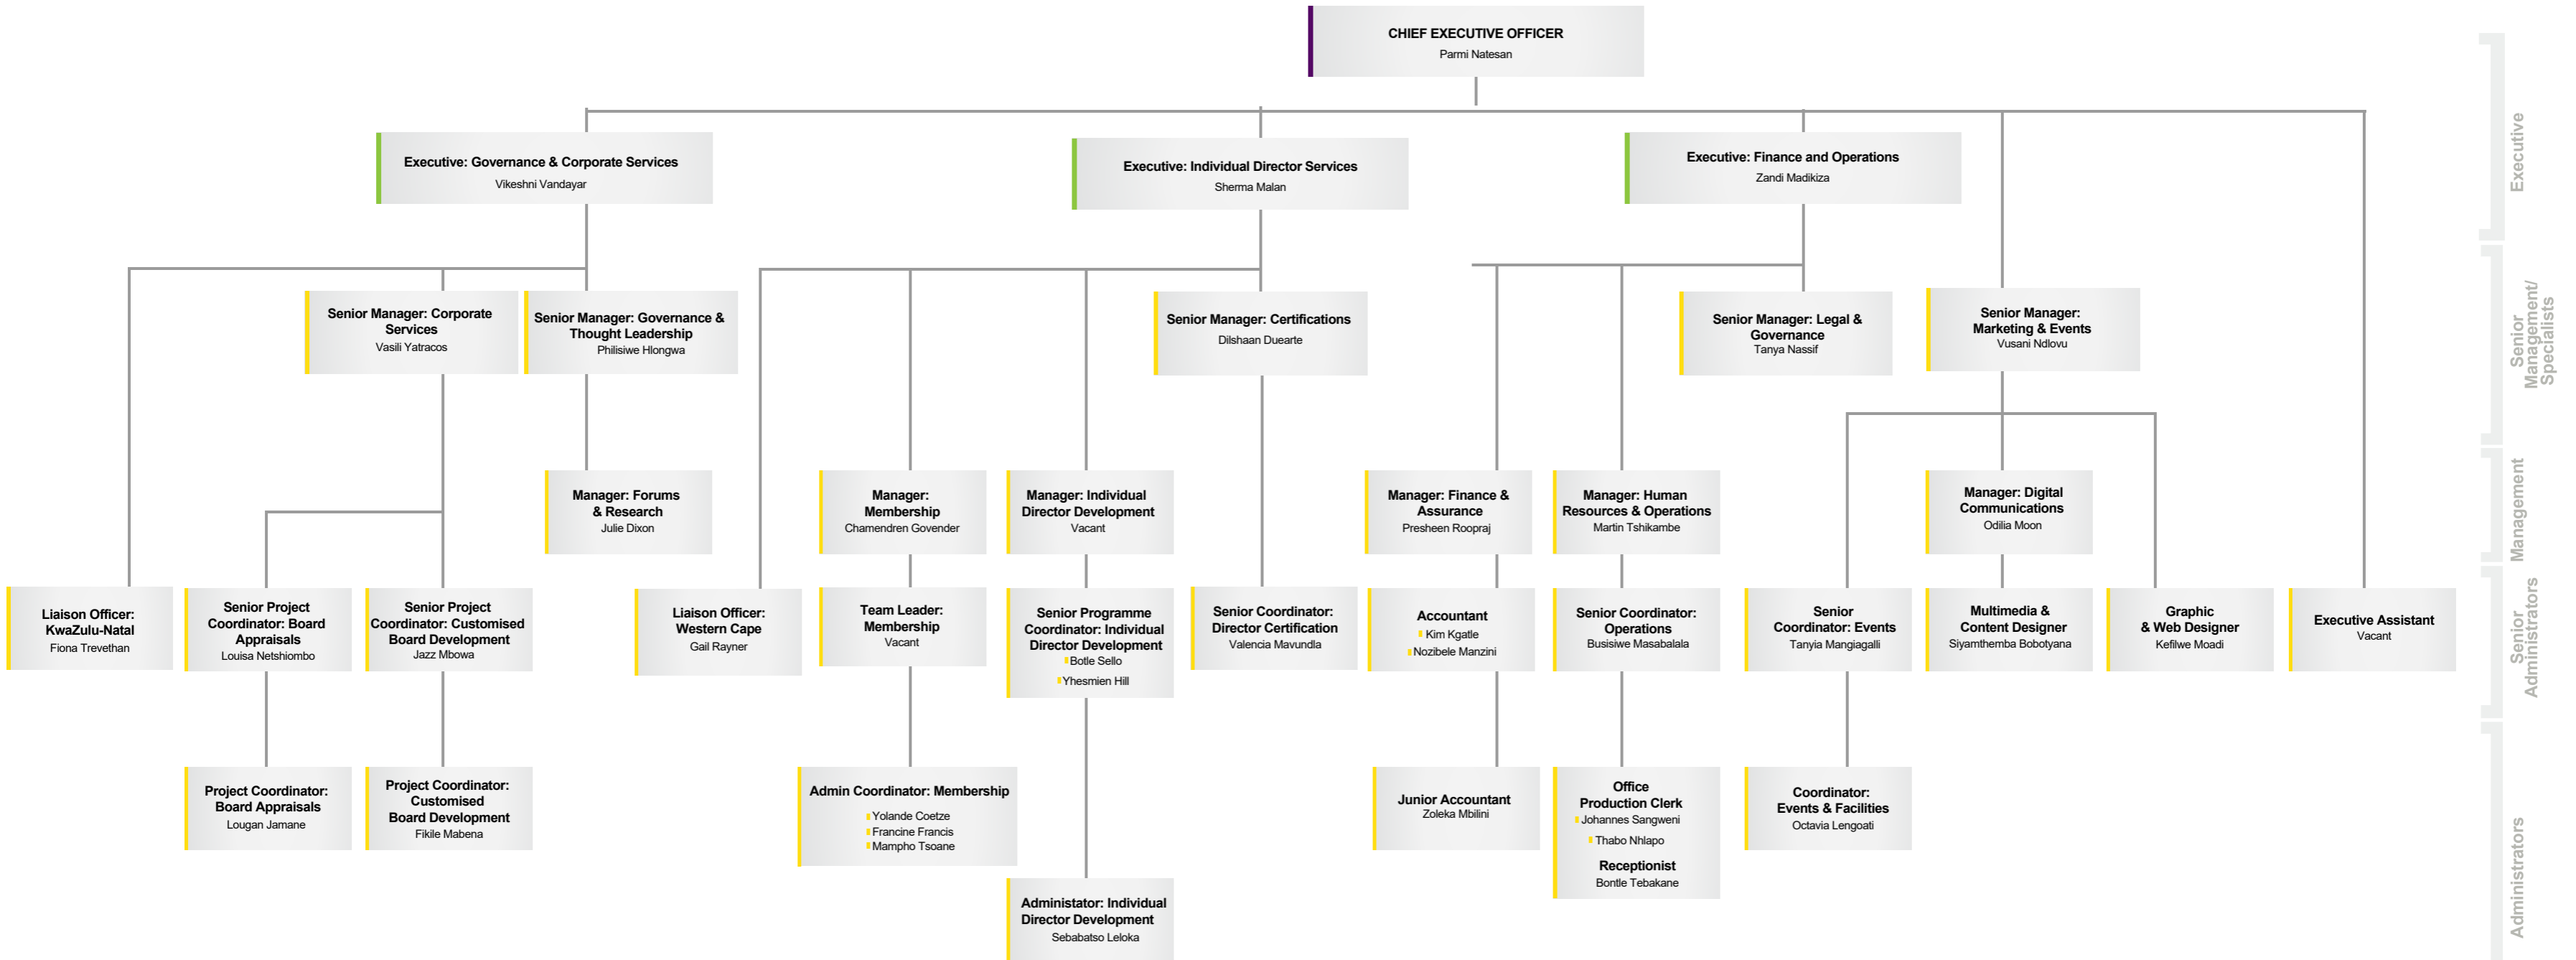 CHIEF EXECUTIVE OFFICER
Parmi Natesan
Executive: Governance & Corporate Services
Vikeshni Vandayar
Executive: Individual Director Services
Sherma Malan
Executive: Finance and Operations
Zandi Madikiza
Executive
Senior Manager: Corporate
Services
Vasili Yatracos
Senior Manager: Governance &
Thought Leadership
Philisiwe Hlongwa
Senior Manager: Certifications
Dilshaan Duearte
Senior Manager: Legal &
Governance
Tanya Nassif
Senior Manager:
Marketing & Events
Vusani Ndlovu
Senior
Management/
Specialists
Manager: Forums
& Research
Julie Dixon
Manager:
Membership
Chamendren Govender
Manager: Individual
Director Development
Vacant
Manager: Finance &
Assurance
Presheen Roopraj
Manager: Human
Resources & Operations
Martin Tshikambe
Manager: Digital
Communications
Odilia Moon
Management
Liaison Officer:
KwaZulu-Natal
Fiona Trevethan
Senior Project
Coordinator: Board
Appraisals
Louisa Netshiombo
Senior Project
Coordinator: Customised
Board Development
Jazz Mbowa
Liaison Officer:
Western Cape
Gail Rayner
Team Leader:
Membership
Vacant
Senior Programme
Coordinator: Individual
Director Development
Botle Sello
Yhesmien Hill
Senior Coordinator:
Director Certification
Valencia Mavundla
Accountant
Kim Kgatle
Nozibele Manzini
Senior Coordinator:
Operations
Busisiwe Masabalala
Senior
Coordinator: Events
Tanyia Mangiagalli
Multimedia &
Content Designer
Siyamthemba Bobotyana
Graphic
& Web Designer
Kefilwe Moadi
Executive Assistant
Vacant
Senior
Administrators
Project Coordinator:
Board Appraisals
Lougan Jamane
Project Coordinator:
Customised
Board Development
Fikile Mabena
Admin Coordinator: Membership
Yolande Coetze
Francine Francis
Mampho Tsoane
Administator: Individual
Director Development
Sebabatso Leloka
Junior Accountant
Zoleka Mbilini
Office
Production Clerk
Johannes Sangweni
Thabo Nhlapo
Receptionist
Bontle Tebakane
Coordinator:
Events & Facilities
Octavia Lengoati
Administrators